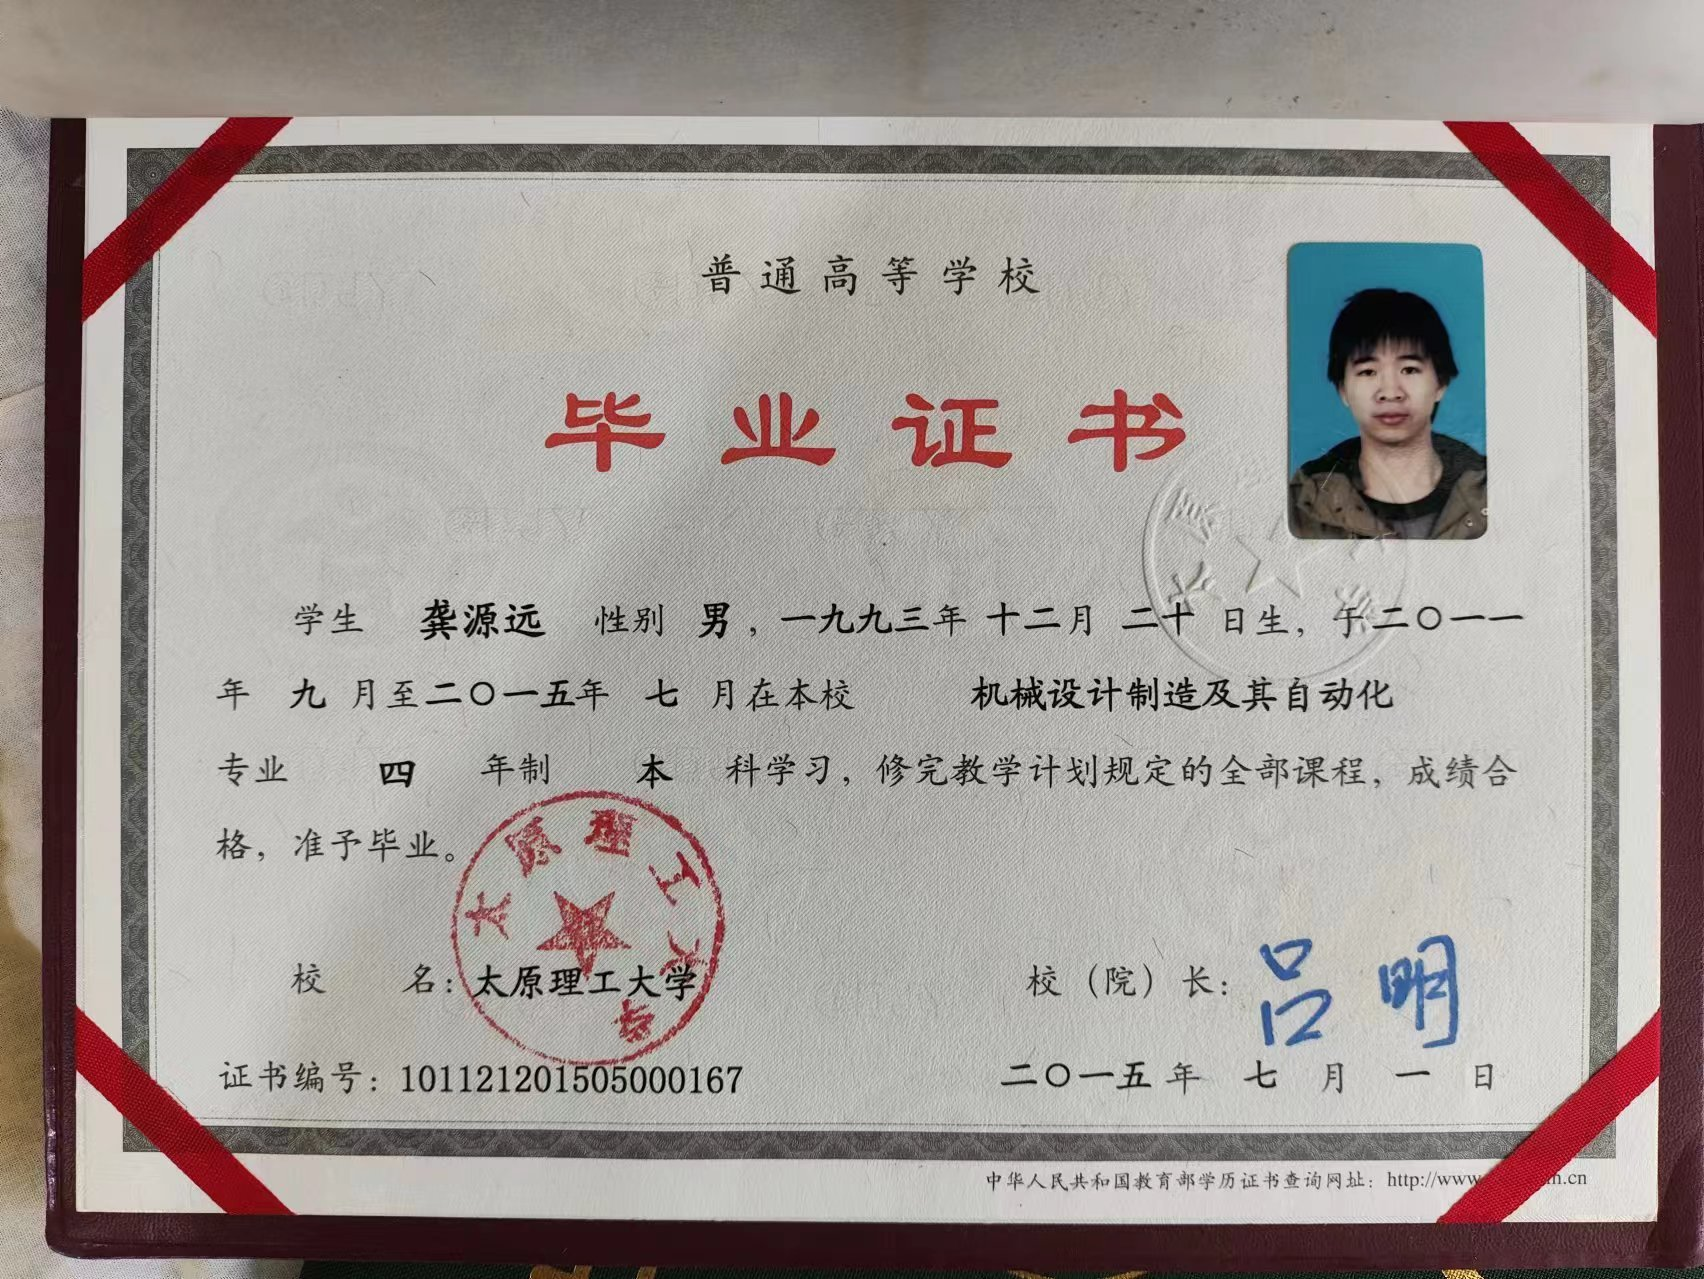 普通高等学校
毕业证书
学生 龚源远 性别 男，一九九三年 十二月 二十 日生，于二〇一一
年 九 月至二〇一五年 七 月在本校 机械设计制造及其自动化
专业 四 年制 本 科学习，修完教学计划规定的全部课程，成绩合
格，准予毕业。
太原理工大学
校 名：太原理工大学 校（院）长：吕明
证书编号：101121201505000167 二〇一五年 七 月 一 日
中华人民共和国教育部学历证书查询网址：http://www